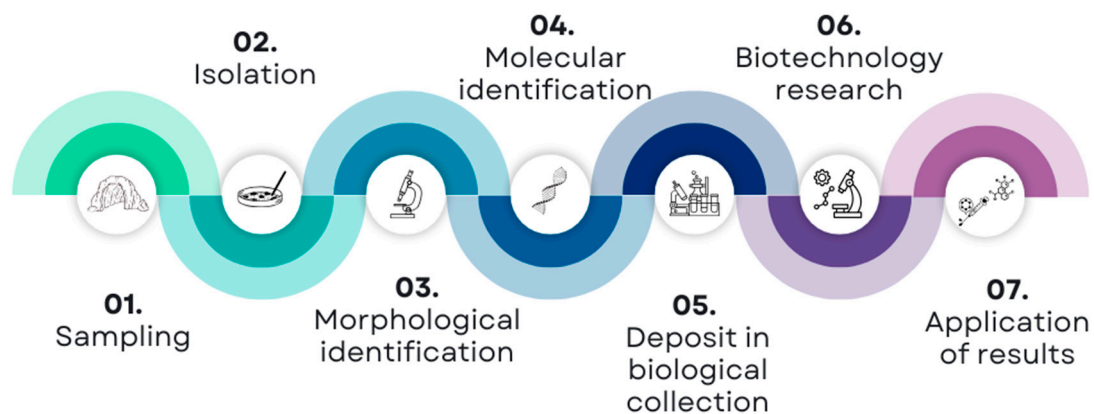 01.
Sampling
02.
Isolation
03.
Morphological
identification
04.
Molecular
identification
05.
Deposit in
biological
collection
06.
Biotechnology
research
07.
Application
of results